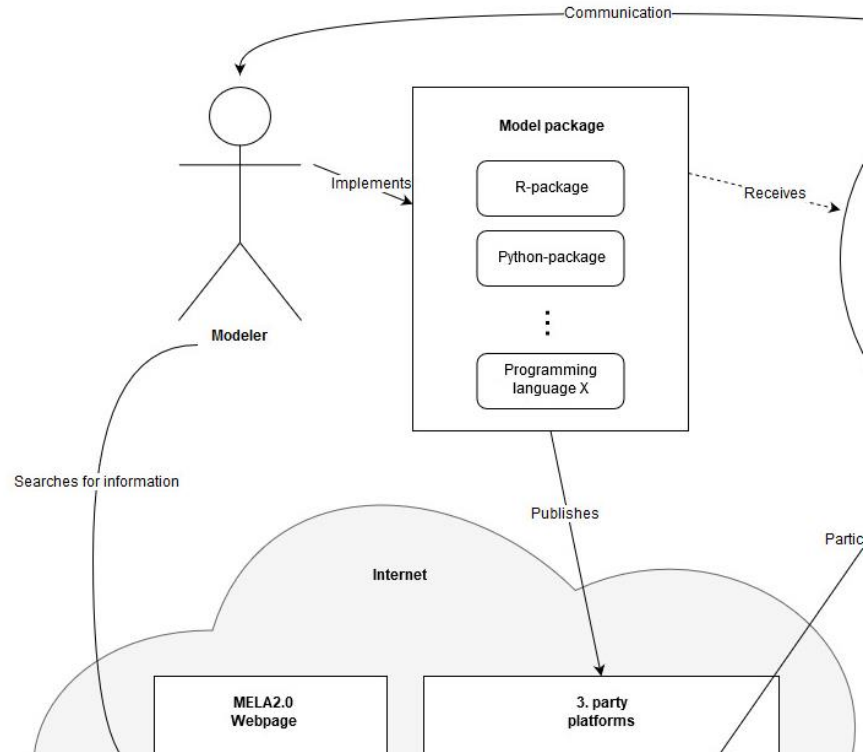 Communication
Model package
R-package
Implements
Receives
Python-package
Modeler
Programming
language X
Searches for information
Publishes
Partic
Internet
MELA2.0
Webpage
3. party
platforms